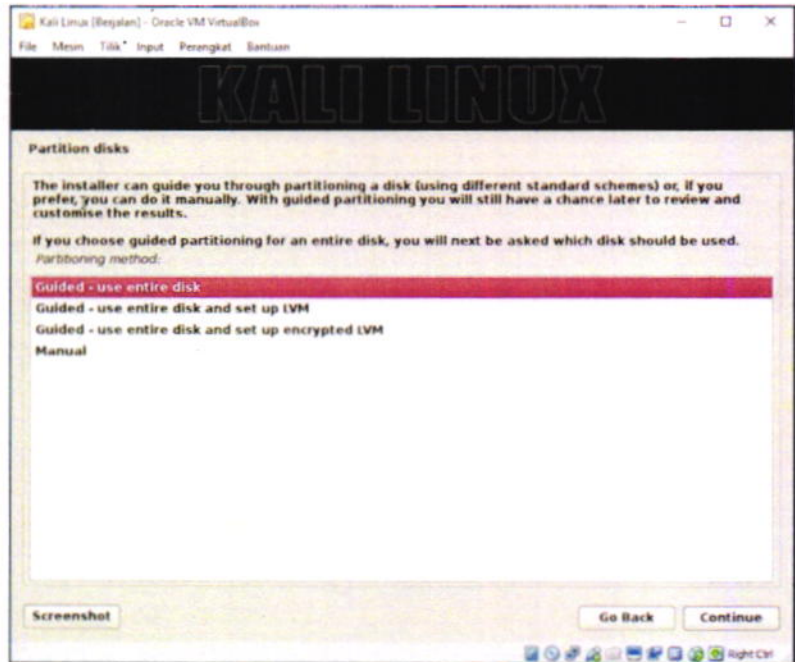 Kali Linux [Berjalan] - Oracle VM VirtualBox
File Mesin Tilik Input Perangkat Bantuan
KALI LINUX
Partition disks
The installer can guide you through partitioning a disk (using different standard schemes) or, if you
prefer, you can do it manually. With guided partitioning you will still have a chance later to review and
customise the results.
If you choose guided partitioning for an entire disk, you will next be asked which disk should be used.
Partitioning method:
Guided - use entire disk
Guided - use entire disk and set up LVM
Guided - use entire disk and set up encrypted LVM
Manual
Screenshot Go Back Continue
Right Ctrl